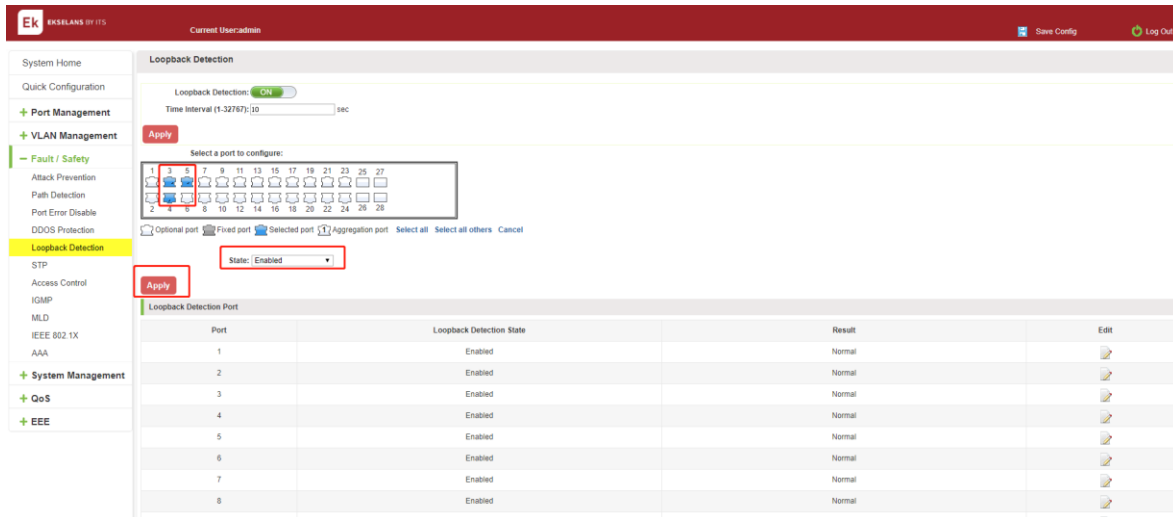 Ek EKSELANS BY ITS
Current User:admin
Save Config
Log Out
System Home
Quick Configuration
+ Port Management
+ VLAN Management
− Fault / Safety
Attack Prevention
Path Detection
Port Error Disable
DDOS Protection
Loopback Detection
STP
Access Control
IGMP
MLD
IEEE 802.1X
AAA
+ System Management
+ QoS
+ EEE
Loopback Detection
Loopback Detection: ON
Time Interval (1-32767): 10 sec
Apply
Select a port to configure:
1 3 5 7 9 11 13 15 17 19 21 23 25 27
2 4 6 8 10 12 14 16 18 20 22 24 26 28
Optional port Fixed port Selected port 1 Aggregation port Select all Select all others Cancel
State: Enabled
Apply
Loopback Detection Port
Port Loopback Detection State Result Edit
1 Enabled Normal
2 Enabled Normal
3 Enabled Normal
4 Enabled Normal
5 Enabled Normal
6 Enabled Normal
7 Enabled Normal
8 Enabled Normal